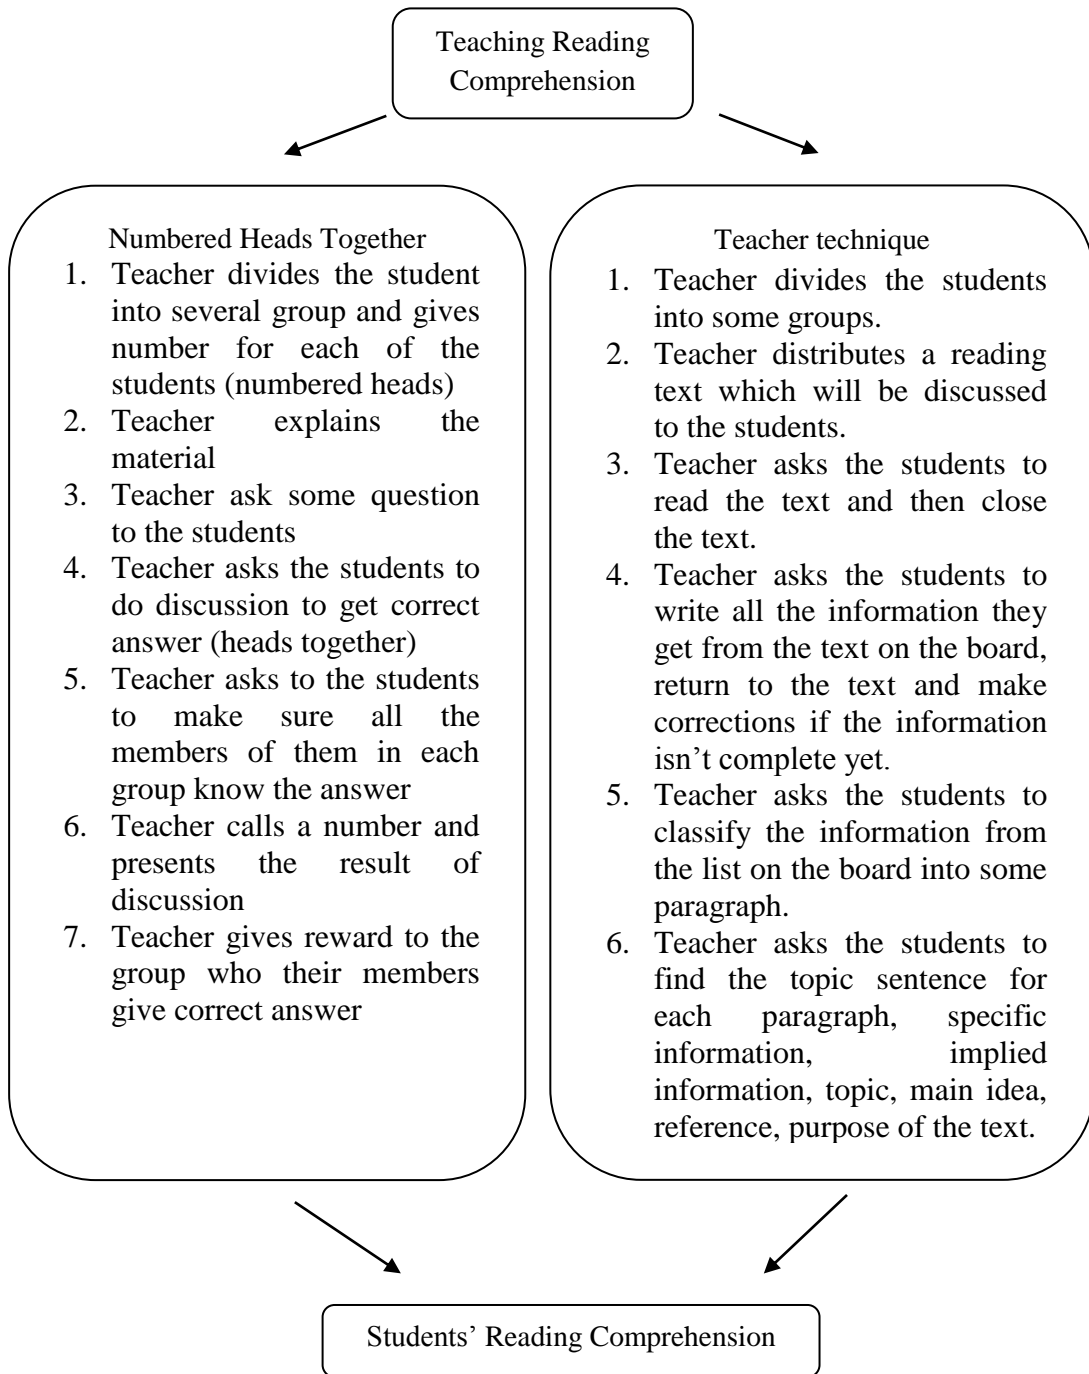 Teaching Reading
Comprehension
Numbered Heads Together
1. Teacher divides the student
into several group and gives
number for each of the
students (numbered heads)
2. Teacher explains the
material
3. Teacher ask some question
to the students
4. Teacher asks the students to
do discussion to get correct
answer (heads together)
5. Teacher asks to the students
to make sure all the
members of them in each
group know the answer
6. Teacher calls a number and
presents the result of
discussion
7. Teacher gives reward to the
group who their members
give correct answer
Teacher technique
1. Teacher divides the students
into some groups.
2. Teacher distributes a reading
text which will be discussed
to the students.
3. Teacher asks the students to
read the text and then close
the text.
4. Teacher asks the students to
write all the information they
get from the text on the board,
return to the text and make
corrections if the information
isn’t complete yet.
5. Teacher asks the students to
classify the information from
the list on the board into some
paragraph.
6. Teacher asks the students to
find the topic sentence for
each paragraph, specific
information, implied
information, topic, main idea,
reference, purpose of the text.
Students’ Reading Comprehension